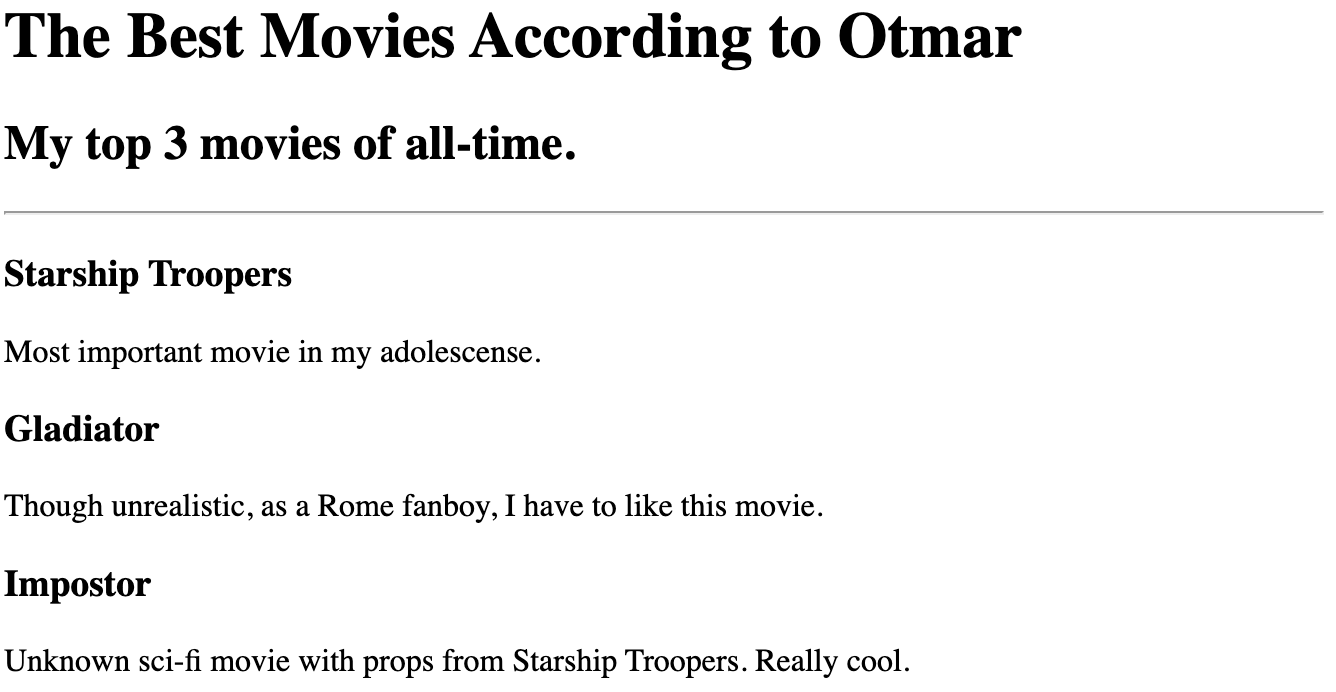 The Best Movies According to Otmar
My top 3 movies of all-time.
Starship Troopers
Most important movie in my adolescense.
Gladiator
Though unrealistic, as a Rome fanboy, I have to like this movie.
Impostor
Unknown sci-fi movie with props from Starship Troopers. Really cool.